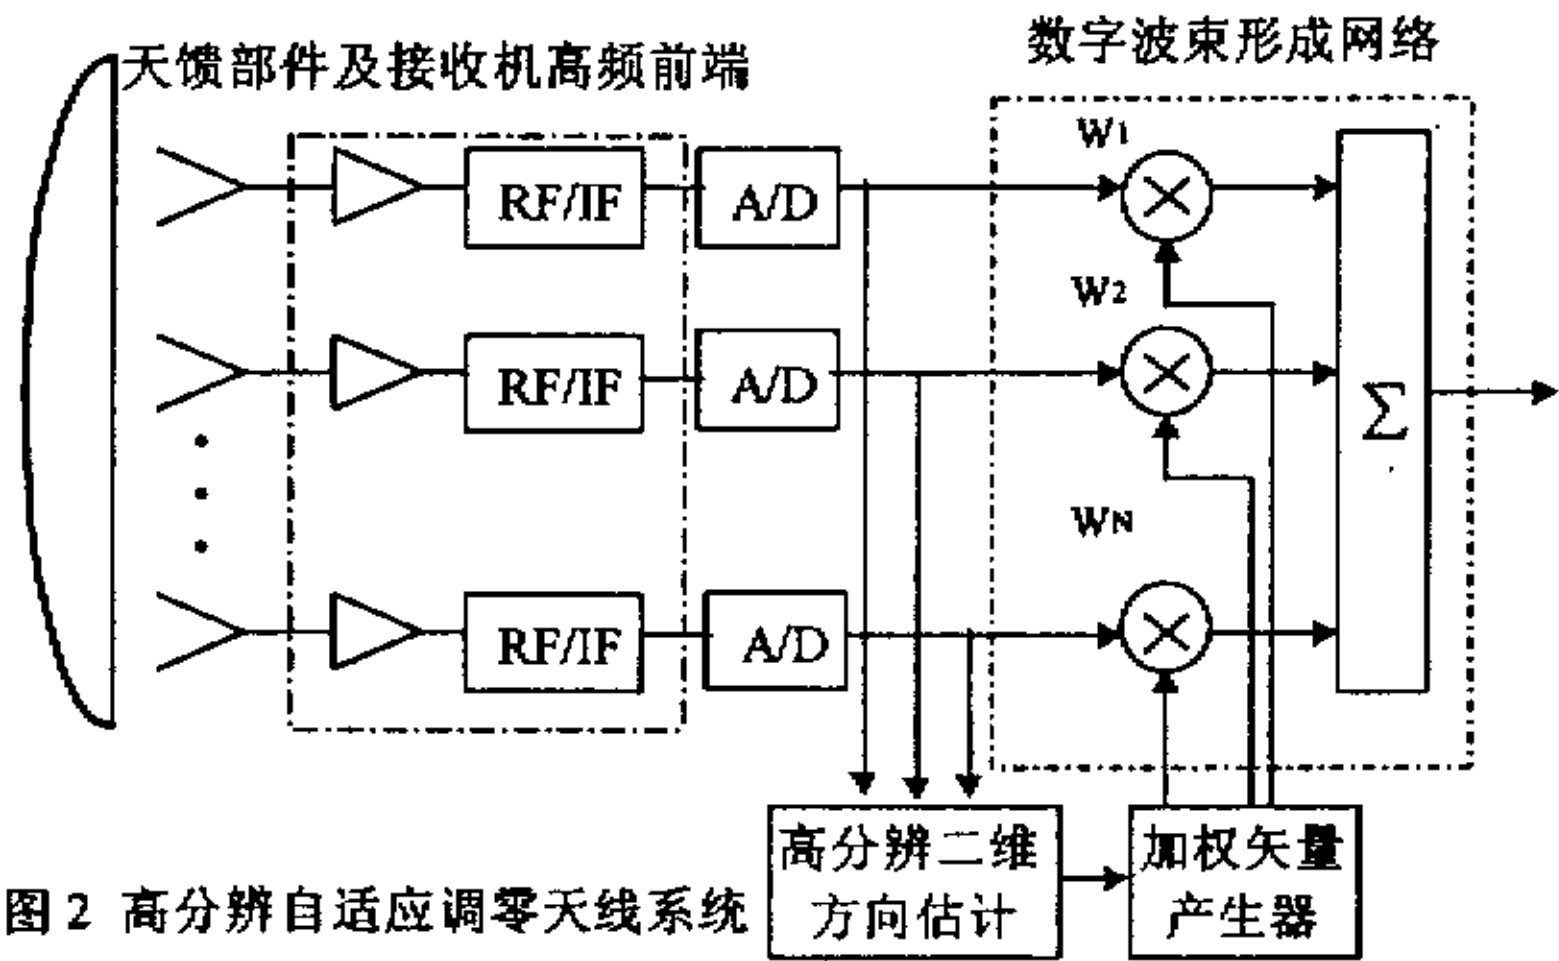 天馈部件及接收机高频前端
数字波束形成网络
W1
RF/IF
A/D
W2
RF/IF
A/D
Σ
WN
RF/IF
A/D
高分辨二维
方向估计
加权矢量
产生器
图2 高分辨自适应调零天线系统